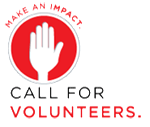 MAKE AN IMPACT.
CALL FOR
VOLUNTEERS.